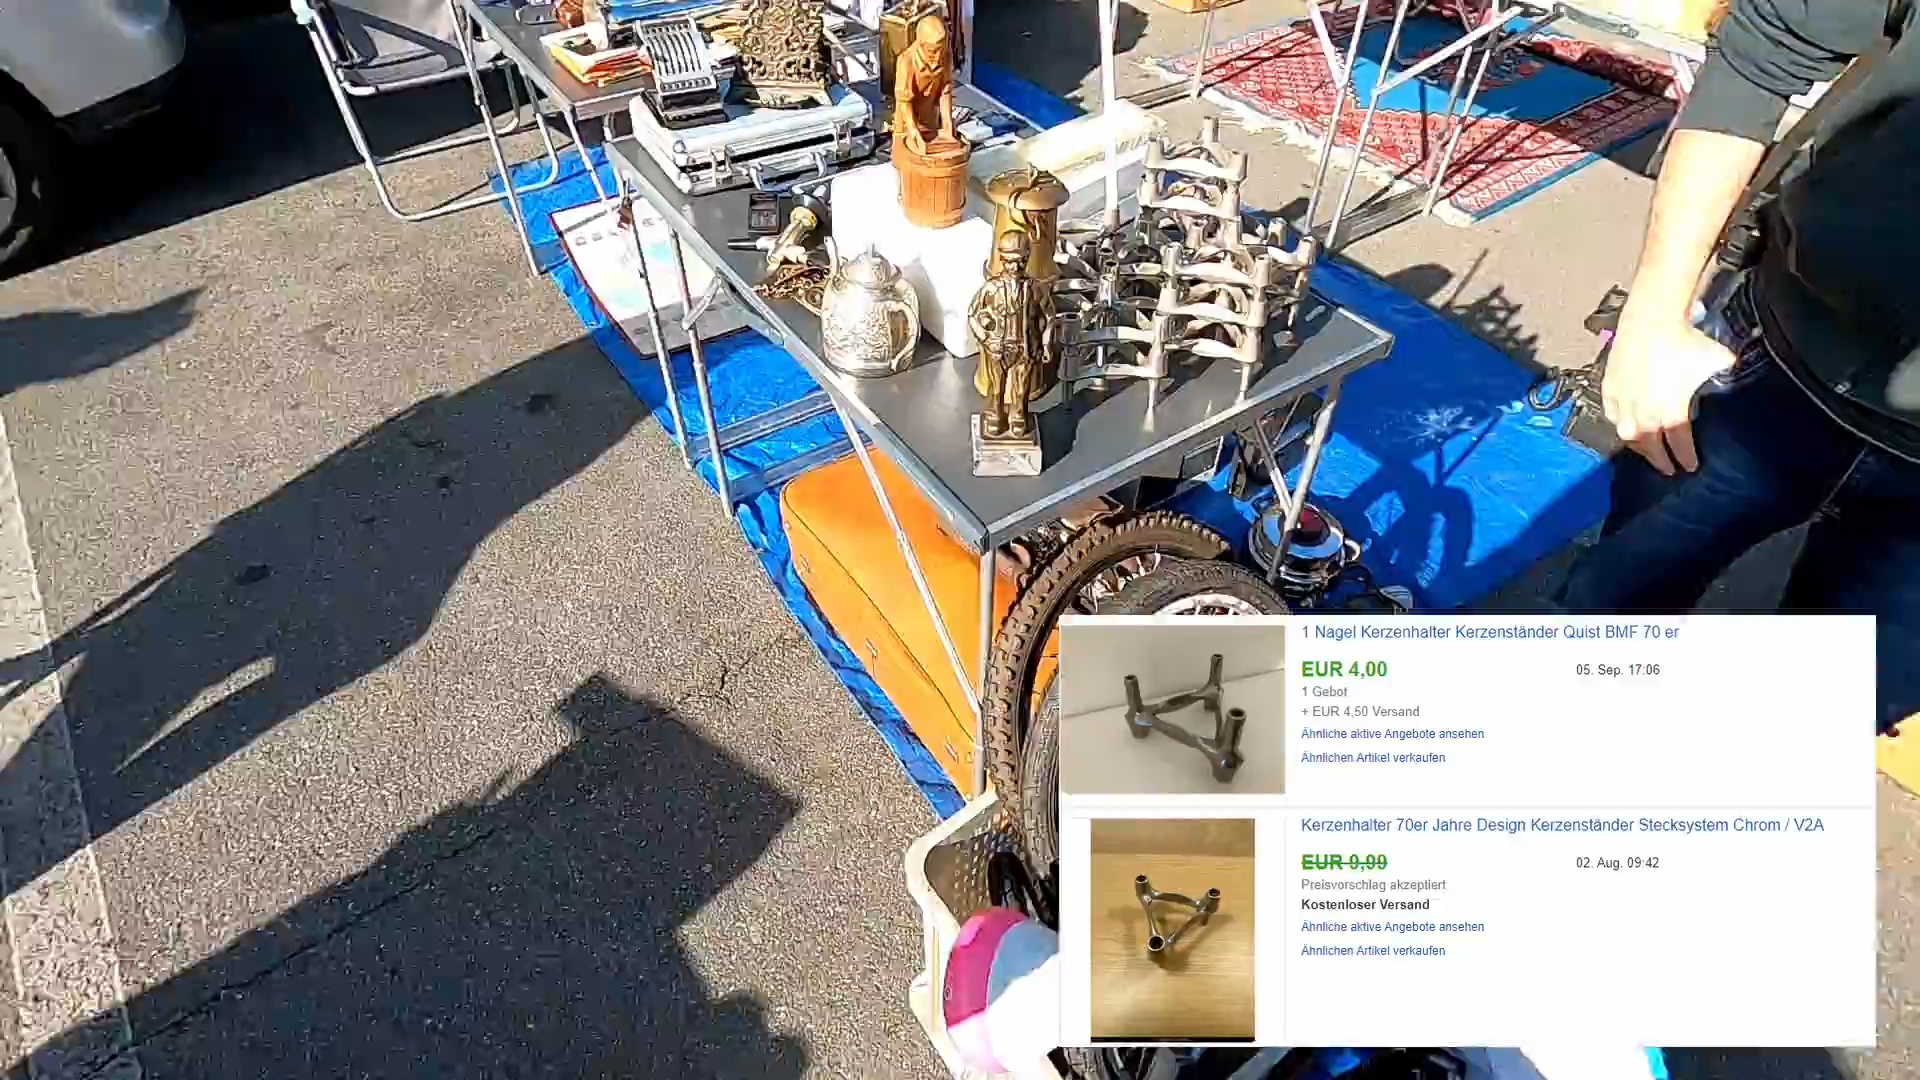 1 Nagel Kerzenhalter Kerzenständer Quist BMF 70 er
EUR 4,00
05. Sep. 17:06
1 Gebot
+ EUR 4,50 Versand
Ähnliche aktive Angebote ansehen
Ähnlichen Artikel verkaufen
Kerzenhalter 70er Jahre Design Kerzenständer Stecksystem Chrom / V2A
EUR 9,99
02. Aug. 09:42
Preisvorschlag akzeptiert
Kostenloser Versand
Ähnliche aktive Angebote ansehen
Ähnlichen Artikel verkaufen